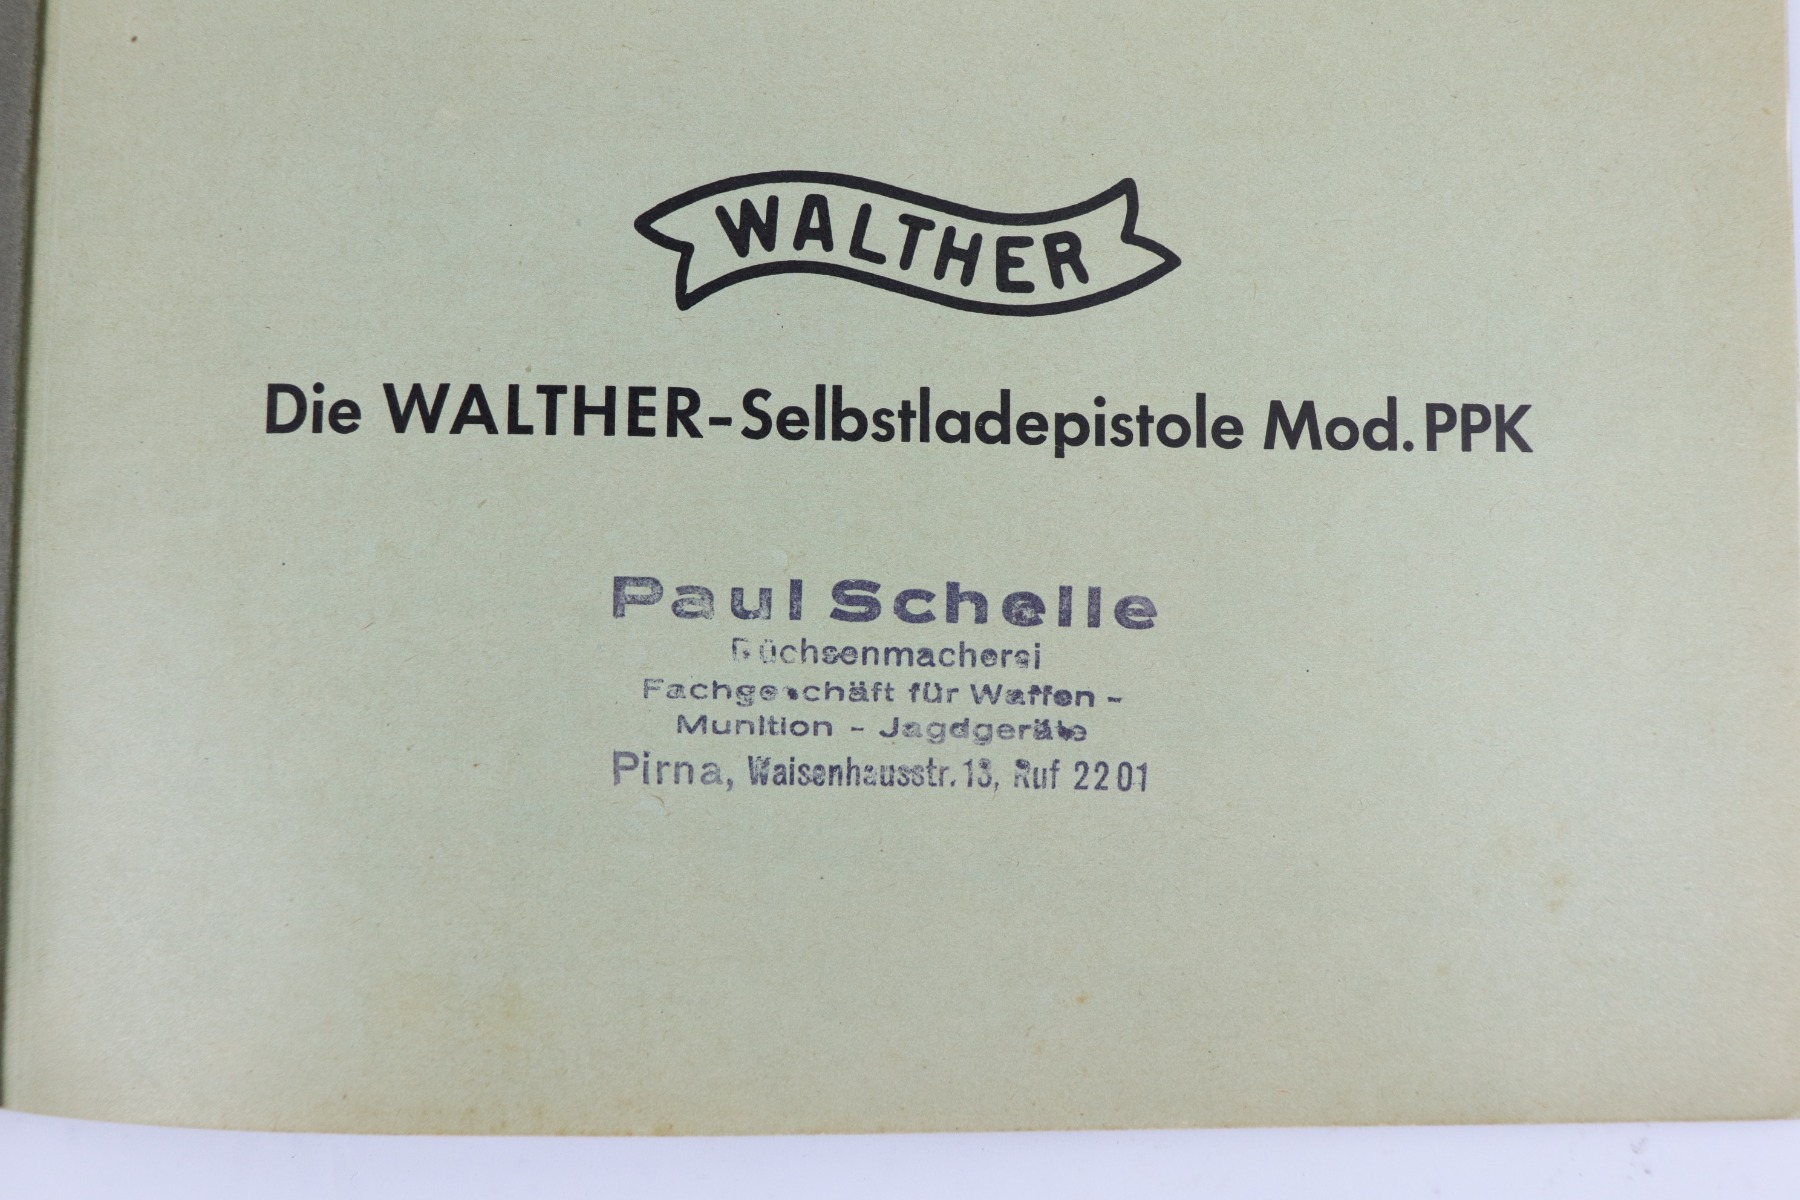 WALTHER
Die WALTHER-Selbstladepistole Mod. PPK
Paul Schelle
Büchsenmacherei
Fachgeschäft für Waffen -
Munition - Jagdgeräte
Pirna, Waisenhausstr. 13, Ruf 2201